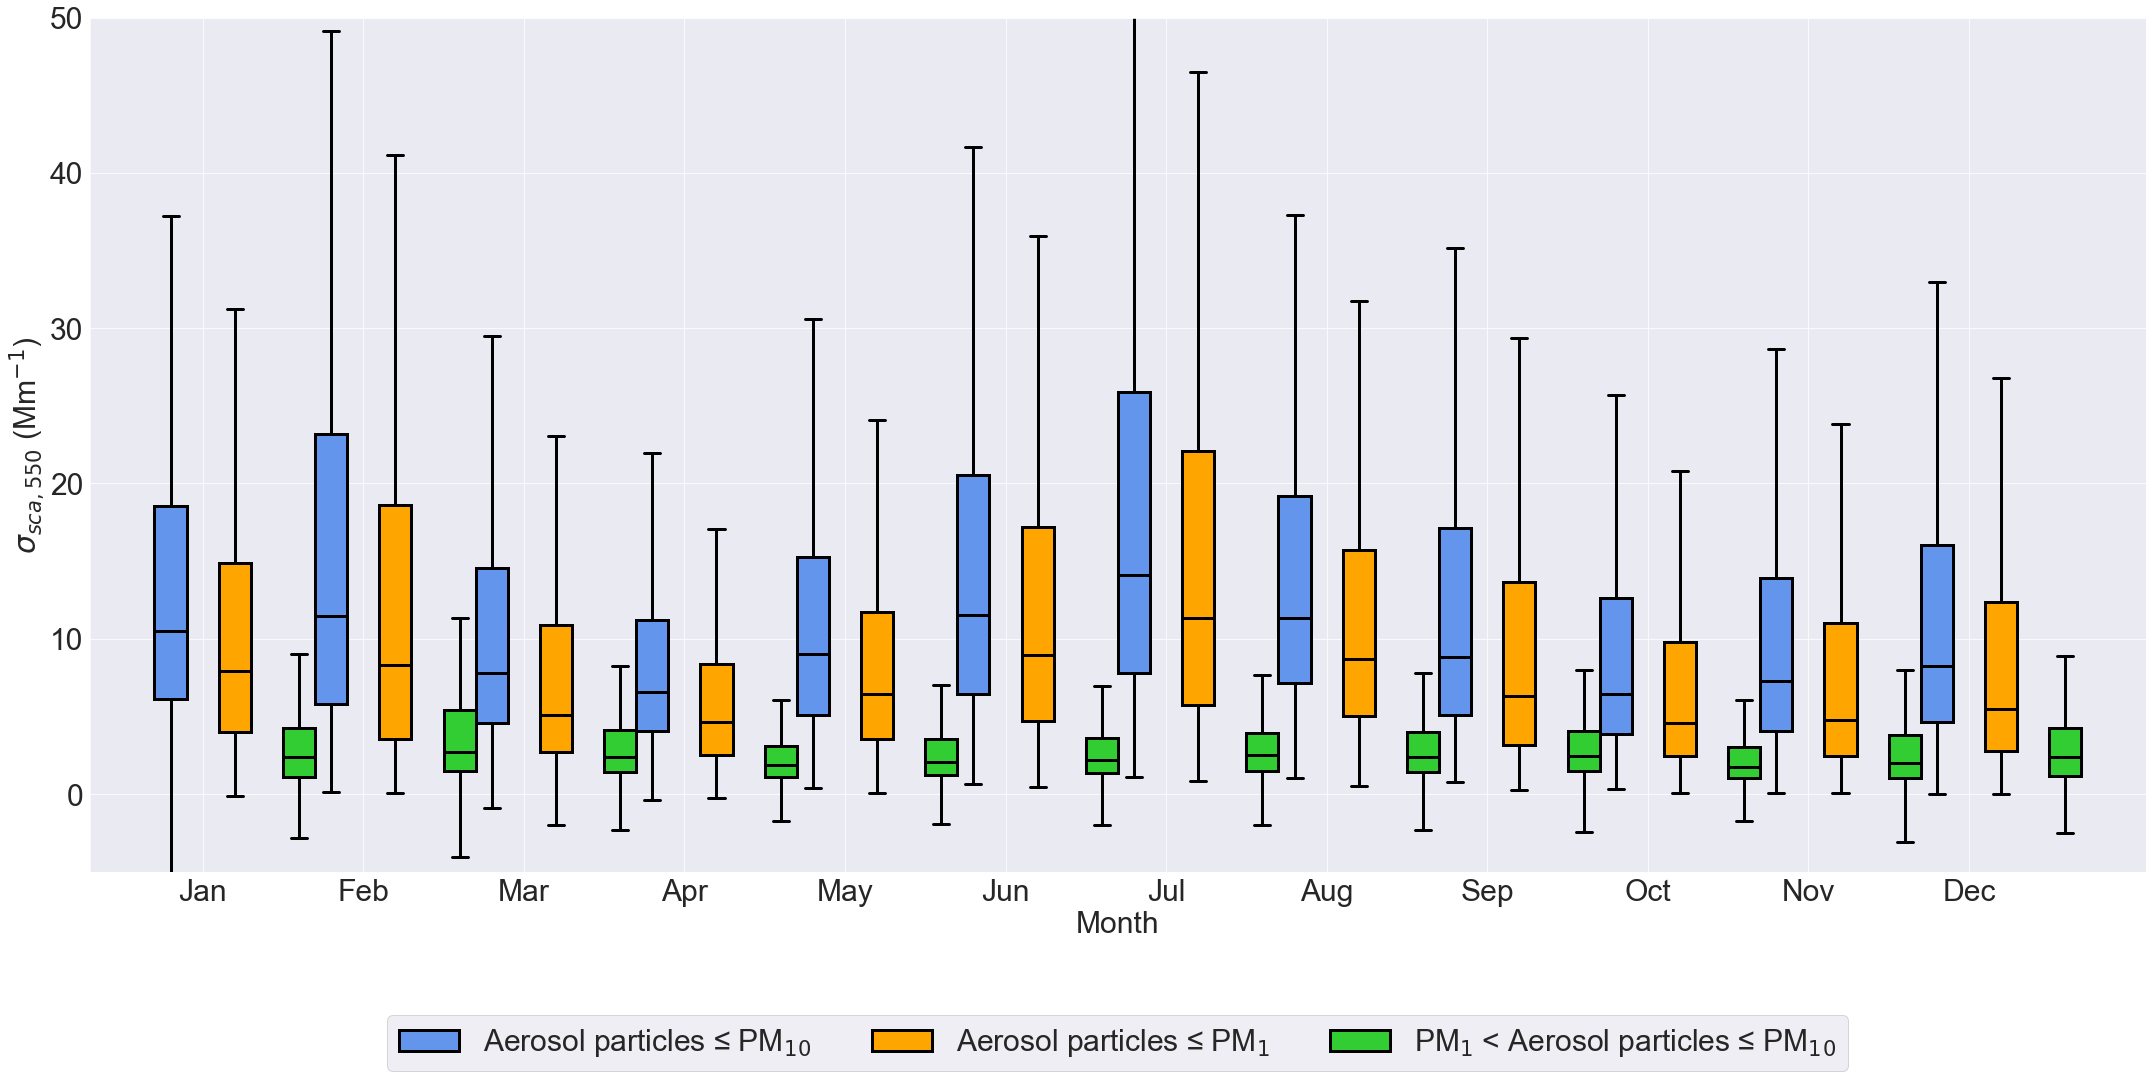 50
40
30
20
10
0
σsca, 550 (Mm−1)
Jan Feb Mar Apr May Jun Jul Aug Sep Oct Nov Dec
Month
Aerosol particles ≤ PM10 Aerosol particles ≤ PM1 PM1 < Aerosol particles ≤ PM10